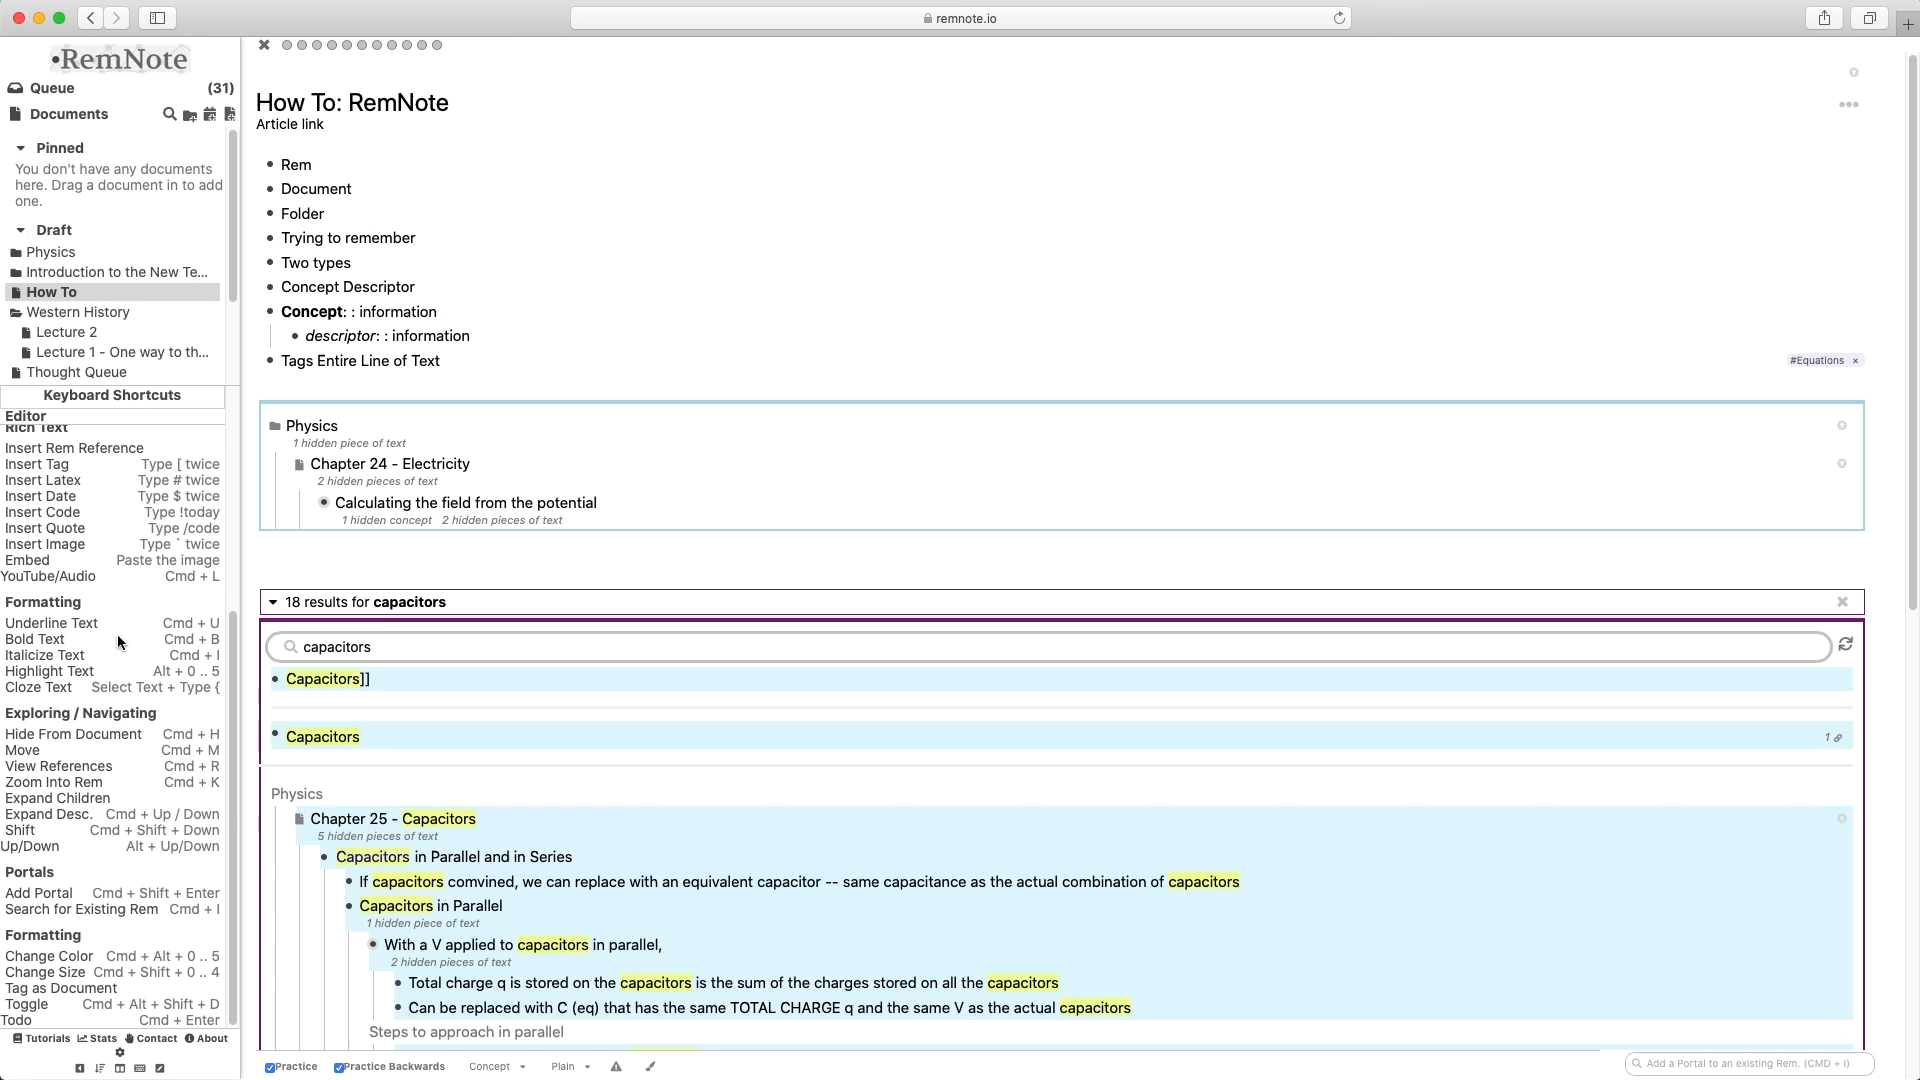 remnote.io
•RemNote
Queue (31)
Documents
Pinned
You don't have any documents
here. Drag a document in to add
one.
Draft
Physics
Introduction to the New Te...
How To
Western History
Lecture 2
Lecture 1 - One way to th...
Thought Queue
Keyboard Shortcuts
Editor
Rich Text
Insert Rem Reference
Insert Tag Type [ twice
Insert Latex Type # twice
Insert Date Type $ twice
Insert Code Type !today
Insert Quote Type /code
Insert Image Type ` twice
Embed Paste the image
YouTube/Audio Cmd + L
Formatting
Underline Text Cmd + U
Bold Text Cmd + B
Italicize Text Cmd + I
Highlight Text Alt + 0 .. 5
Cloze Text Select Text + Type {
Exploring / Navigating
Hide From Document Cmd + H
Move Cmd + M
View References Cmd + R
Zoom Into Rem Cmd + K
Expand Children
Expand Desc. Cmd + Up / Down
Shift Cmd + Shift + Down
Up/Down Alt + Up/Down
Portals
Add Portal Cmd + Shift + Enter
Search for Existing Rem Cmd + I
Formatting
Change Color Cmd + Alt + 0 .. 5
Change Size Cmd + Shift + 0 .. 4
Tag as Document
Toggle Cmd + Alt + Shift + D
Todo Cmd + Enter
Tutorials Stats Contact About
How To: RemNote
Article link
Rem
Document
Folder
Trying to remember
Two types
Concept Descriptor
Concept: : information
descriptor: : information
Tags Entire Line of Text #Equations ×
Physics
1 hidden piece of text
Chapter 24 - Electricity
2 hidden pieces of text
Calculating the field from the potential
1 hidden concept 2 hidden pieces of text
18 results for capacitors
capacitors
Capacitors]]
Capacitors 1
Physics
Chapter 25 - Capacitors
5 hidden pieces of text
Capacitors in Parallel and in Series
If capacitors comvined, we can replace with an equivalent capacitor -- same capacitance as the actual combination of capacitors
Capacitors in Parallel
1 hidden piece of text
With a V applied to capacitors in parallel,
2 hidden pieces of text
Total charge q is stored on the capacitors is the sum of the charges stored on all the capacitors
Can be replaced with C (eq) that has the same TOTAL CHARGE q and the same V as the actual capacitors
Steps to approach in parallel
Practice Practice Backwards Concept Plain Add a Portal to an existing Rem. (CMD + I)